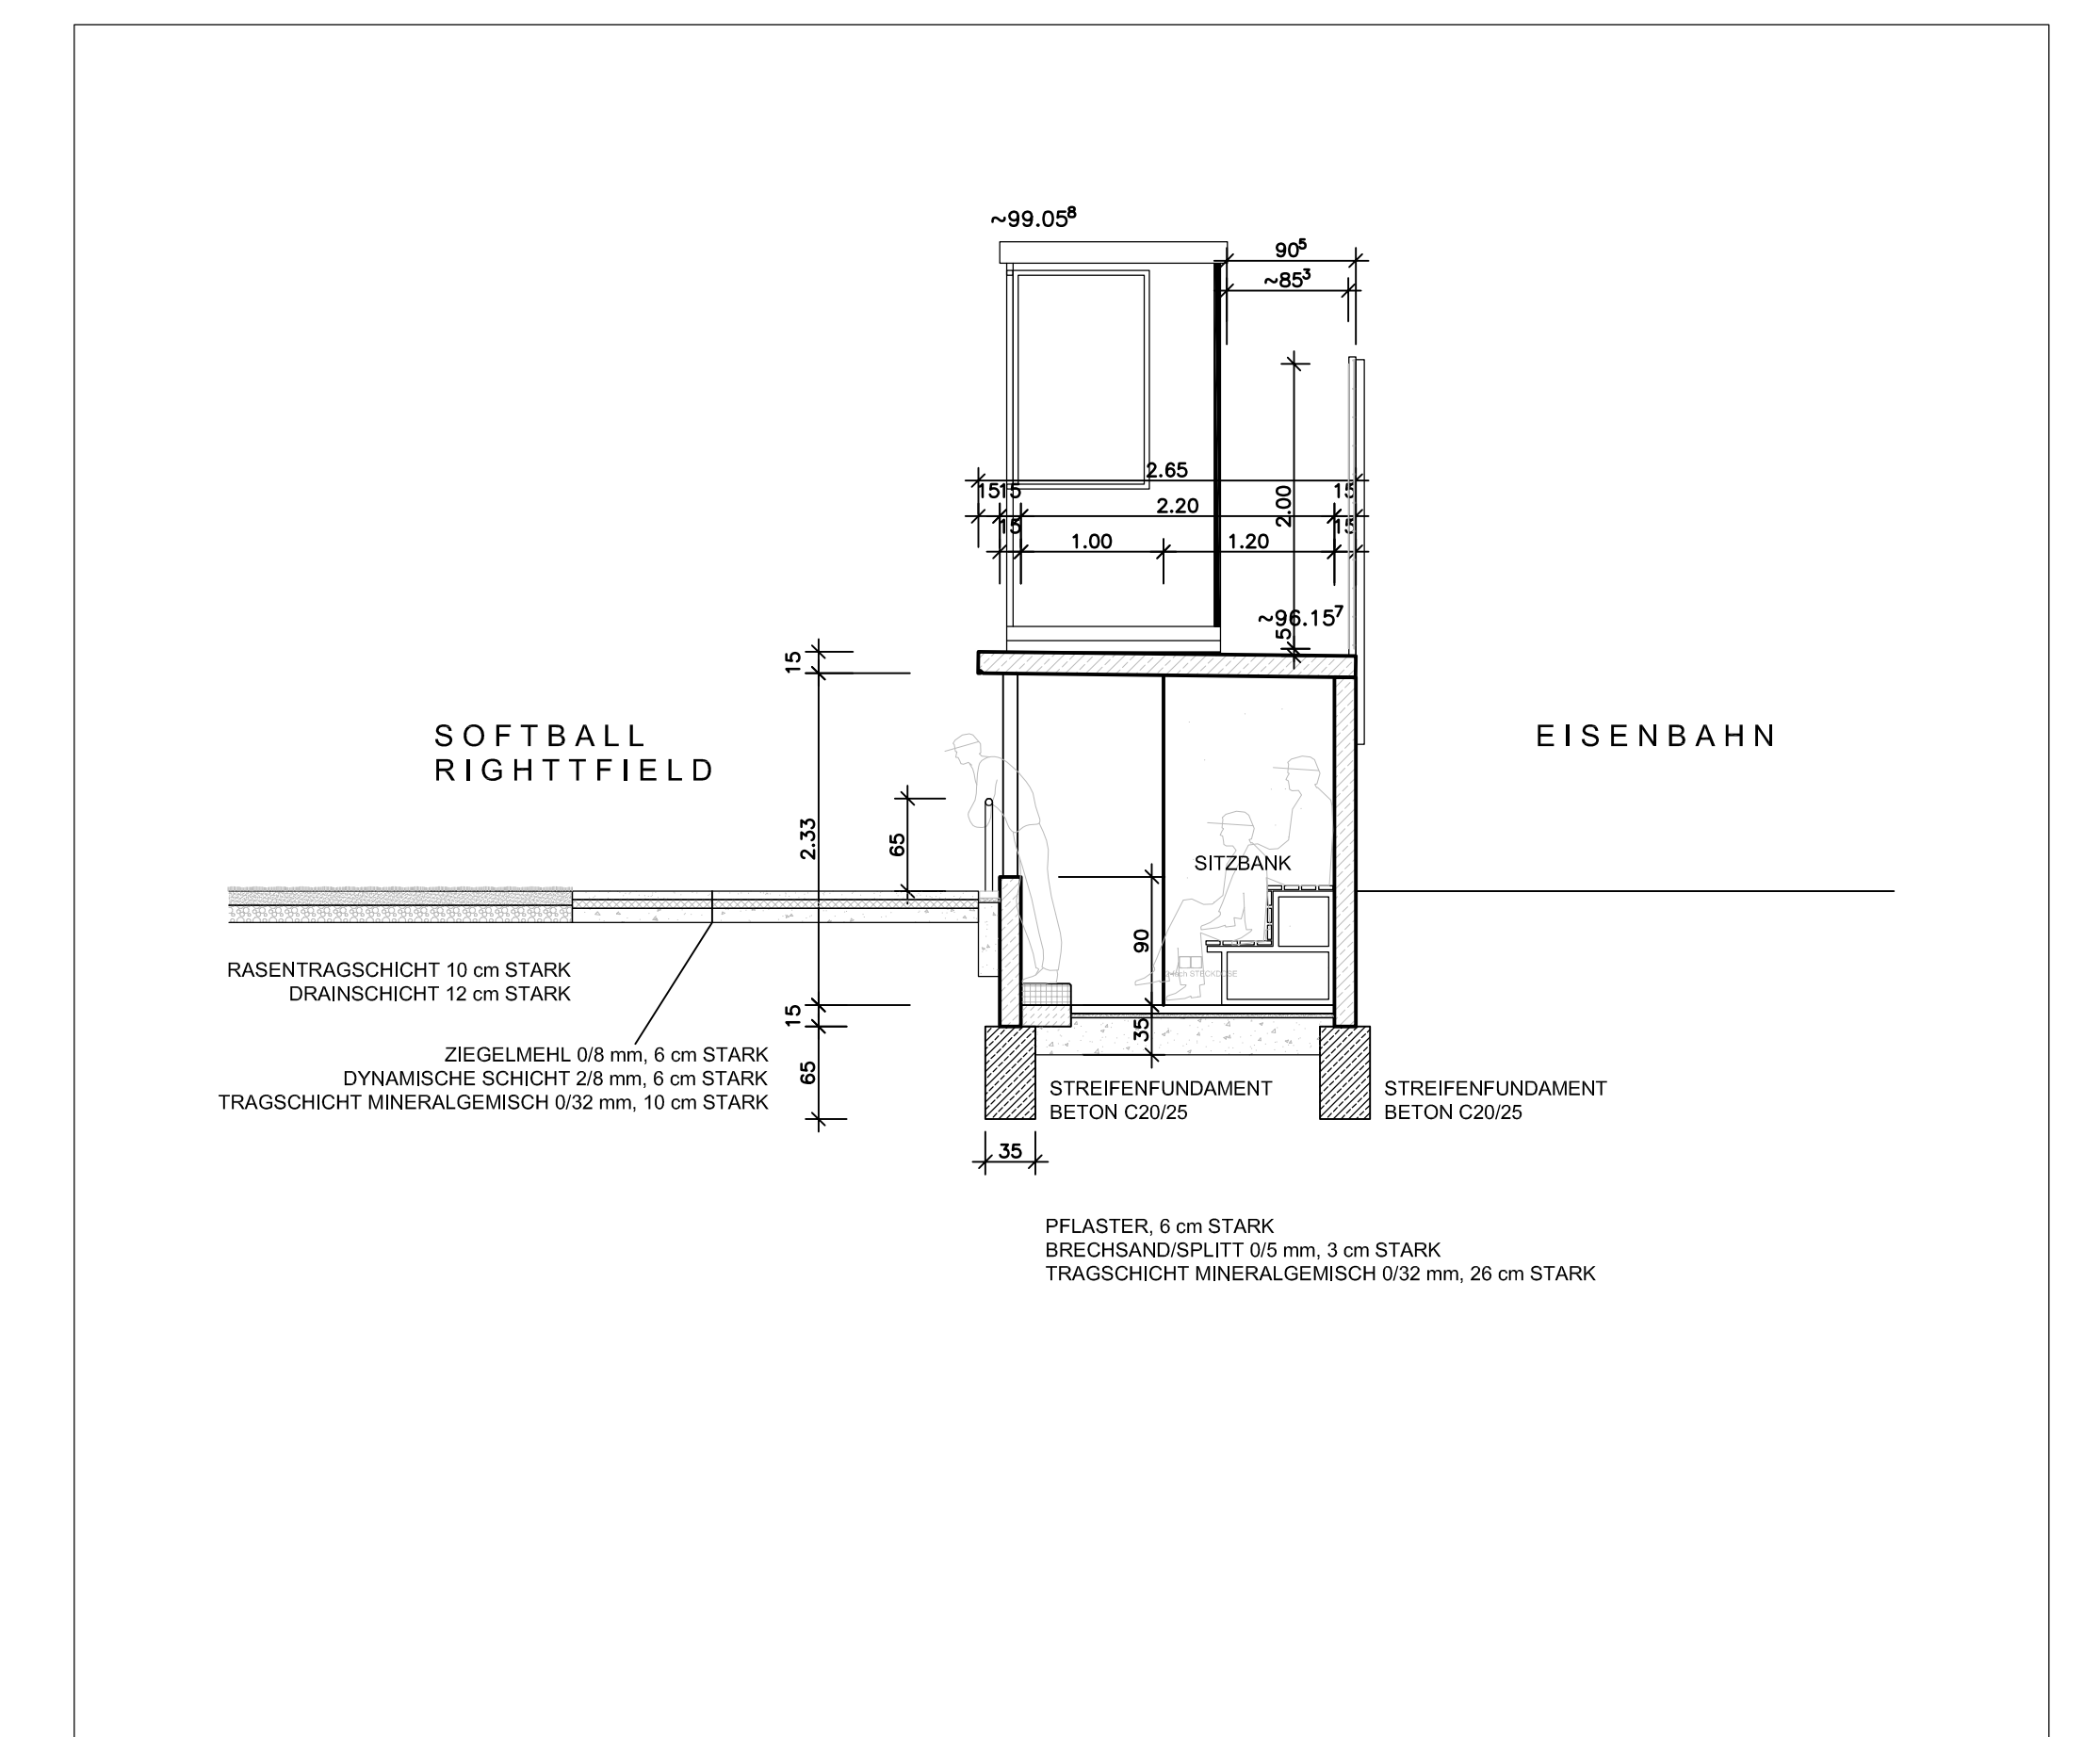 ~99.05⁸
90⁵
~85³
2.65
15 15
2.20
15
2.00
15
1.00
1.20
15
~96.15⁷
5
15
SOFTBALL
RIGHTTFIELD
EISENBAHN
2.33
65
SITZBANK
90
STECKDOSE
RASENTRAGSCHICHT 10 cm STARK
DRAINSCHICHT 12 cm STARK
15
35
ZIEGELMEHL 0/8 mm, 6 cm STARK
DYNAMISCHE SCHICHT 2/8 mm, 6 cm STARK
TRAGSCHICHT MINERALGEMISCH 0/32 mm, 10 cm STARK
65
STREIFENFUNDAMENT
BETON C20/25
STREIFENFUNDAMENT
BETON C20/25
35
PFLASTER, 6 cm STARK
BRECHSAND/SPLITT 0/5 mm, 3 cm STARK
TRAGSCHICHT MINERALGEMISCH 0/32 mm, 26 cm STARK